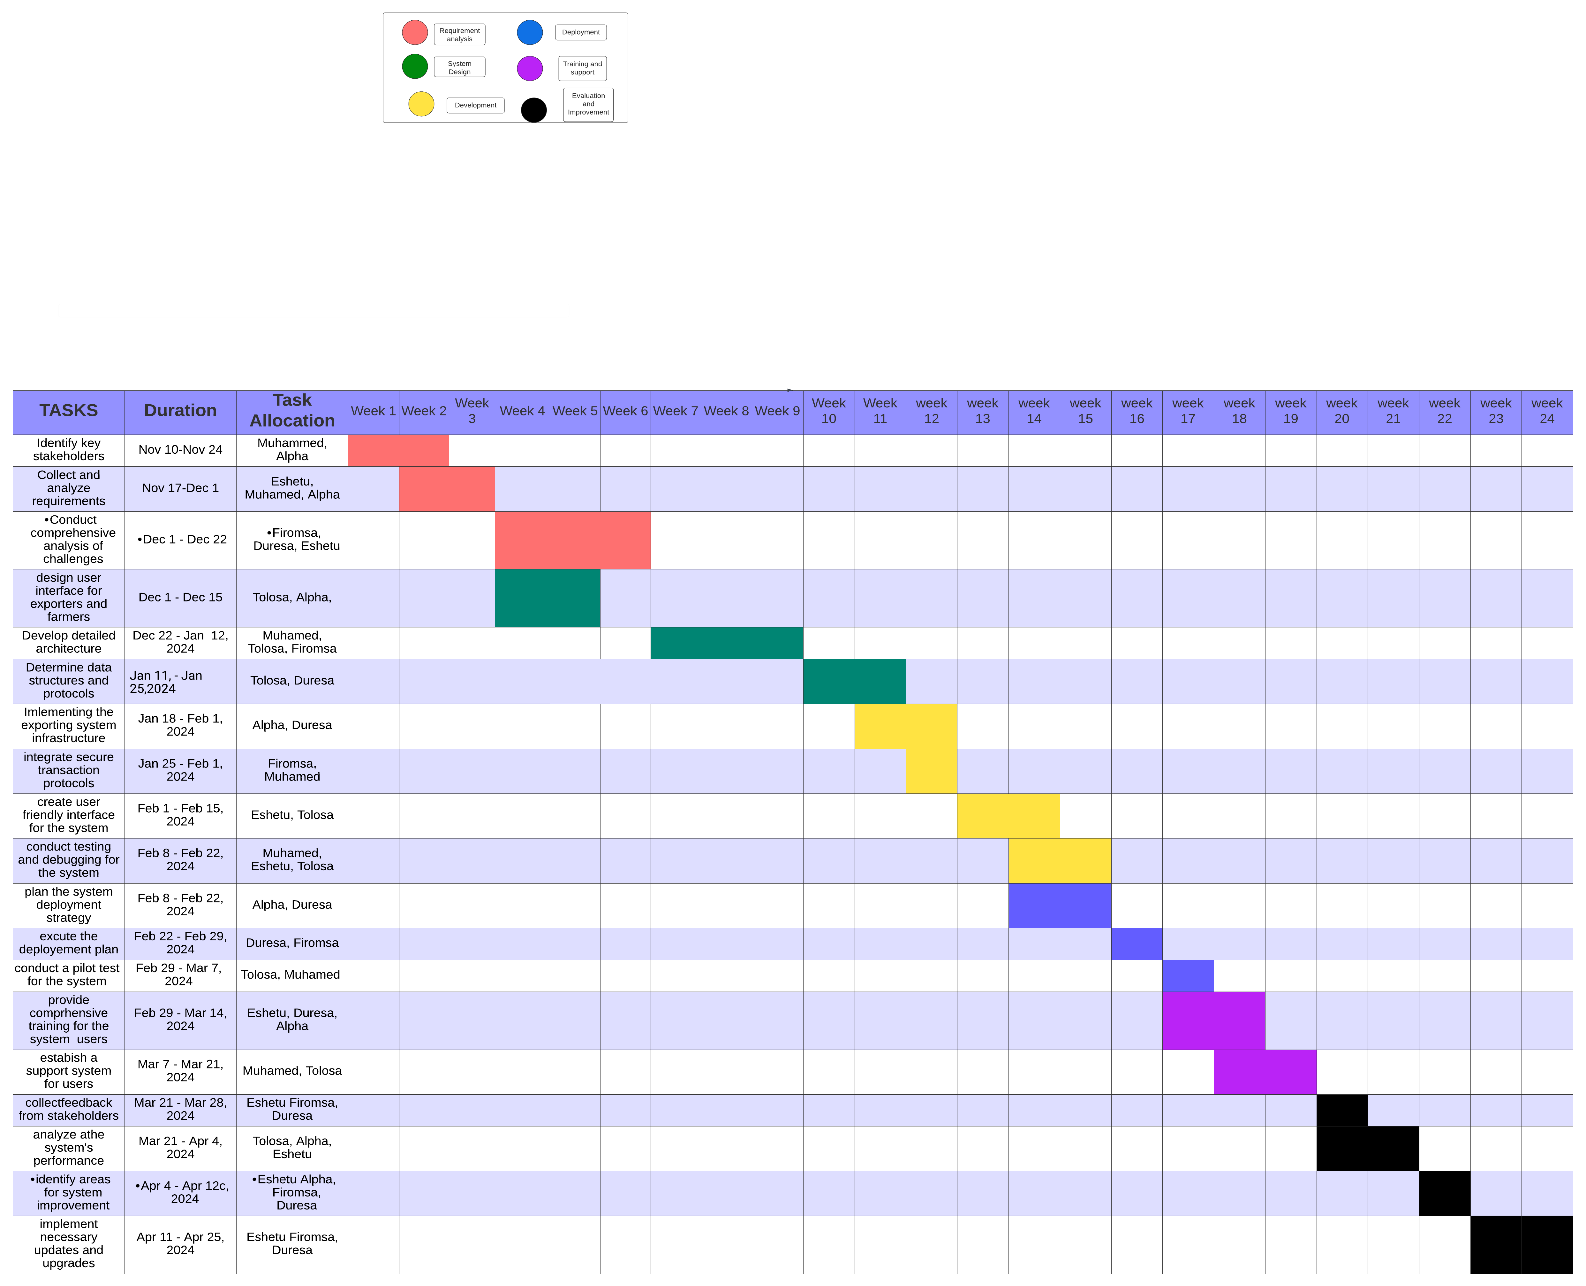 Requirement
analysis
Deployment
System
Design
Training and
support
Development
Evaluation
and
Improvement
TASKS
Duration
Task
Allocation
Week 1
Week 2
Week
3
Week 4
Week 5
Week 6
Week 7
Week 8
Week 9
Week
10
Week
11
week
12
week
13
week
14
week
15
week
16
week
17
week
18
week
19
week
20
week
21
week
22
week
23
week
24
Identify key
stakeholders
Nov 10-Nov 24
Muhammed,
Alpha
Collect and
analyze
requirements
Nov 17-Dec 1
Eshetu,
Muhamed, Alpha
•Conduct
comprehensive
analysis of
challenges
•Dec 1 - Dec 22
•Firomsa,
Duresa, Eshetu
design user
interface for
exporters and
farmers
Dec 1 - Dec 15
Tolosa, Alpha,
Develop detailed
architecture
Dec 22 - Jan 12,
2024
Muhamed,
Tolosa, Firomsa
Determine data
structures and
protocols
Jan 11, - Jan
25,2024
Tolosa, Duresa
Imlementing the
exporting system
infrastructure
Jan 18 - Feb 1,
2024
Alpha, Duresa
integrate secure
transaction
protocols
Jan 25 - Feb 1,
2024
Firomsa,
Muhamed
create user
friendly interface
for the system
Feb 1 - Feb 15,
2024
Eshetu, Tolosa
conduct testing
and debugging for
the system
Feb 8 - Feb 22,
2024
Muhamed,
Eshetu, Tolosa
plan the system
deployment
strategy
Feb 8 - Feb 22,
2024
Alpha, Duresa
excute the
deployement plan
Feb 22 - Feb 29,
2024
Duresa, Firomsa
conduct a pilot test
for the system
Feb 29 - Mar 7,
2024
Tolosa, Muhamed
provide
comprhensive
training for the
system users
Feb 29 - Mar 14,
2024
Eshetu, Duresa,
Alpha
estabish a
support system
for users
Mar 7 - Mar 21,
2024
Muhamed, Tolosa
collectfeedback
from stakeholders
Mar 21 - Mar 28,
2024
Eshetu Firomsa,
Duresa
analyze athe
system's
performance
Mar 21 - Apr 4,
2024
Tolosa, Alpha,
Eshetu
•identify areas
for system
improvement
•Apr 4 - Apr 12c,
2024
•Eshetu Alpha,
Firomsa,
Duresa
implement
necessary
updates and
upgrades
Apr 11 - Apr 25,
2024
Eshetu Firomsa,
Duresa